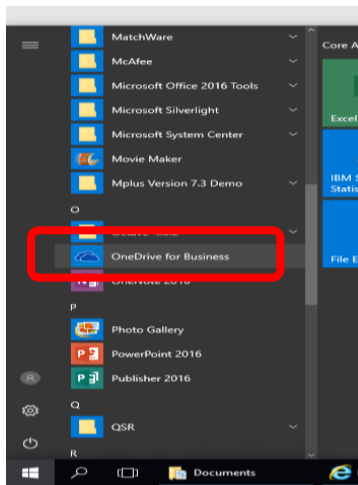 MatchWare
Core A
McAfee
Microsoft Office 2016 Tools
Microsoft Silverlight
Excel
Microsoft System Center
Movie Maker
Mplus Version 7.3 Demo
IBM S
Statis
O
OneDrive for Business
File E
OneNote 2016
P
Photo Gallery
PowerPoint 2016
Publisher 2016
Q
QSR
R
Documents